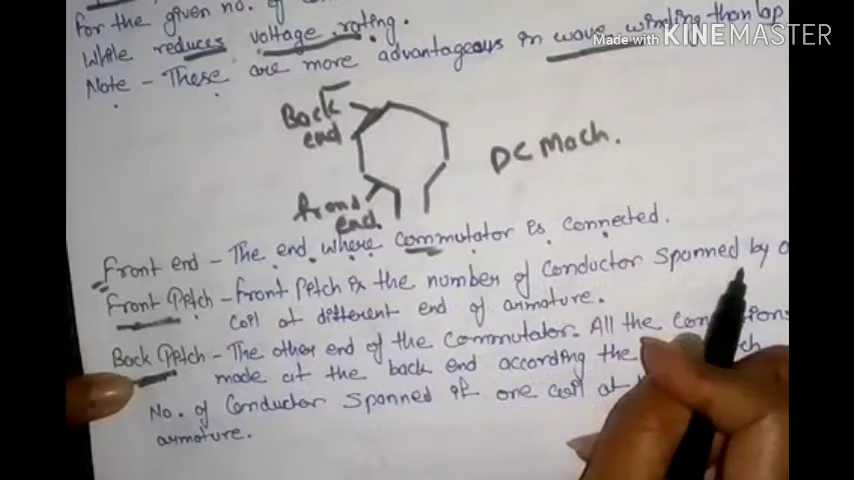 for the given no. of
While reduces voltage rating.
Note - These are more advantageous in wave winding than lap
Made with KINEMASTER
Back
end
DC Mach.
frond
end
Front end - The end where commutator is connected.
Front Pitch - Front Pitch is the number of Conductor Spanned by a
Coil at different end of armature.
Back Pitch - The other end of the Commutator. All the
made at the back end according the
No. of Conductor Spanned if one coil at
armature.